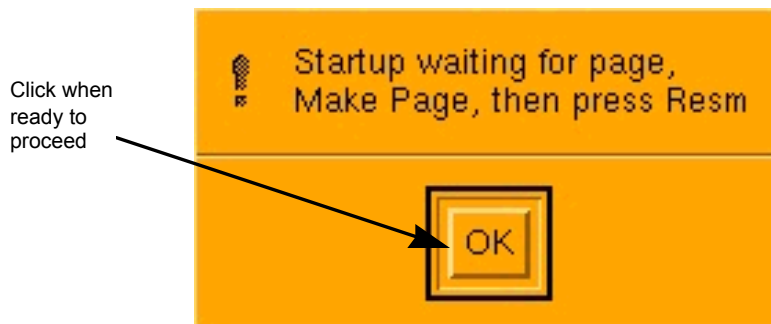 Click when
ready to
proceed
Startup waiting for page,
Make Page, then press Resm
OK